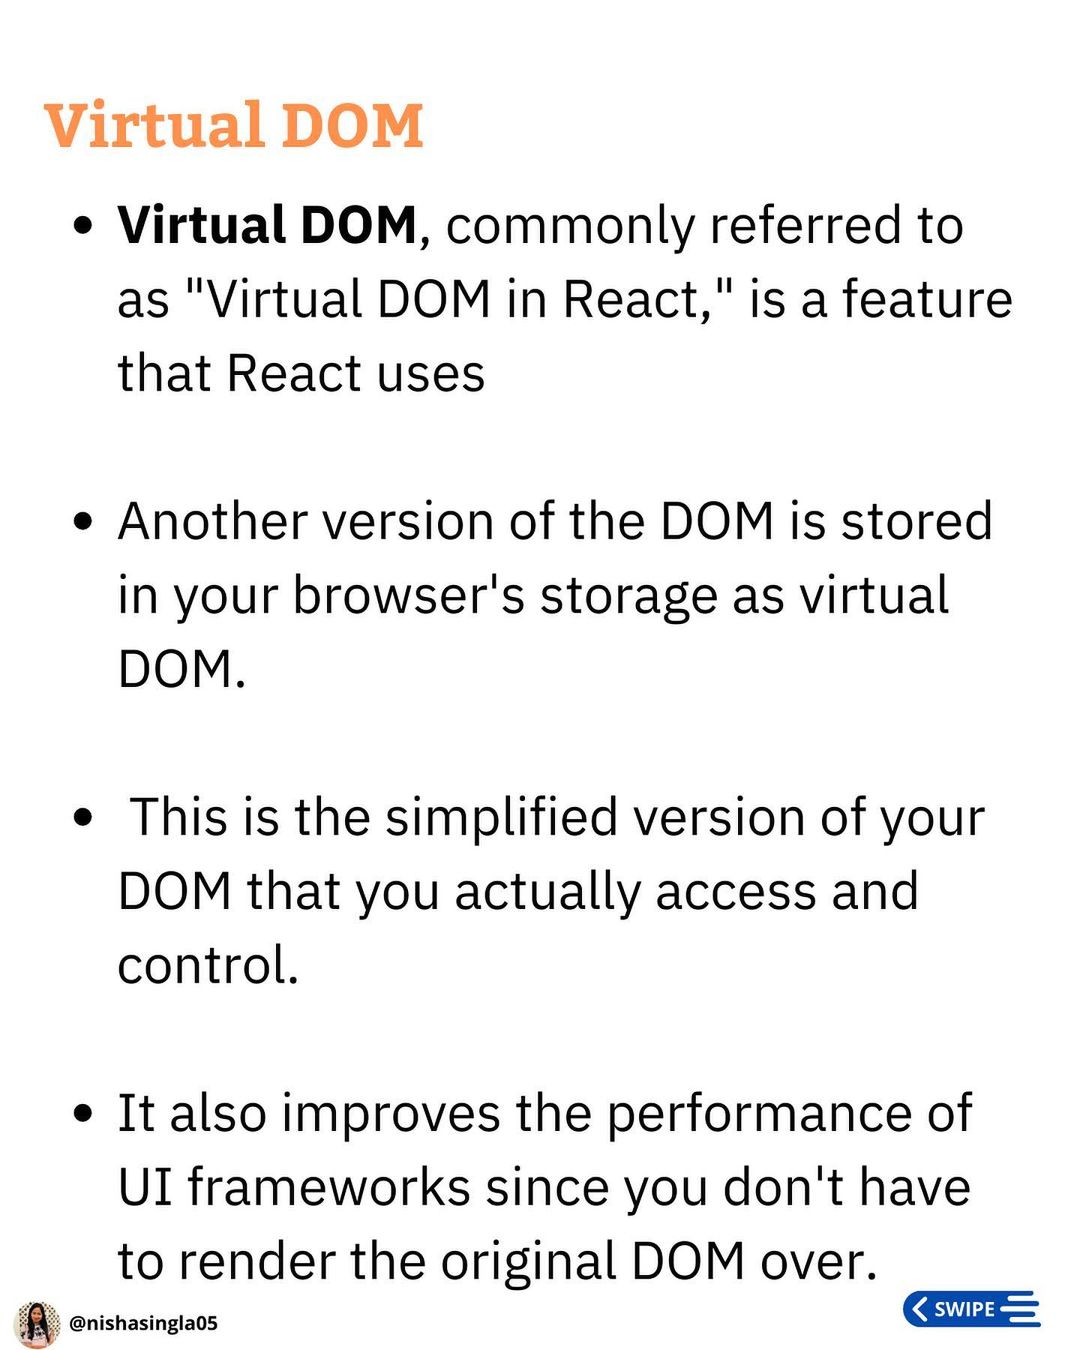 Virtual DOM
• Virtual DOM, commonly referred to
as "Virtual DOM in React," is a feature
that React uses
• Another version of the DOM is stored
in your browser's storage as virtual
DOM.
• This is the simplified version of your
DOM that you actually access and
control.
• It also improves the performance of
UI frameworks since you don't have
to render the original DOM over.
@nishasingla05
SWIPE